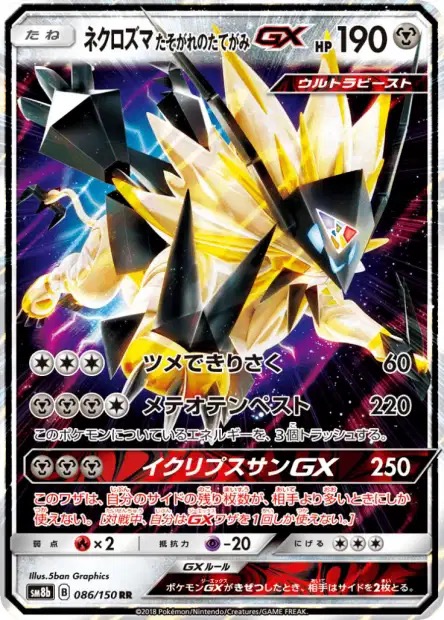 たね ネクロズマ たそがれのたてがみ GX HP 190
ウルトラビースト
ツメできりさく 60
メテオテンペスト 220
このポケモンについているエネルギーを、3個トラッシュする。
イクリプスサンGX 250
このワザは、自分のサイドの残り枚数が、相手より多いときにしか
使えない。[対戦中、自分はGXワザを1回しか使えない。]
弱点 ×2 抵抗力 -20 にげる
Illus.5ban Graphics
GXルール
sm8b B 086/150 RR
ポケモンGXがきぜつしたとき、相手はサイドを2枚とる。
©2018 Pokémon/Nintendo/Creatures/GAME FREAK.